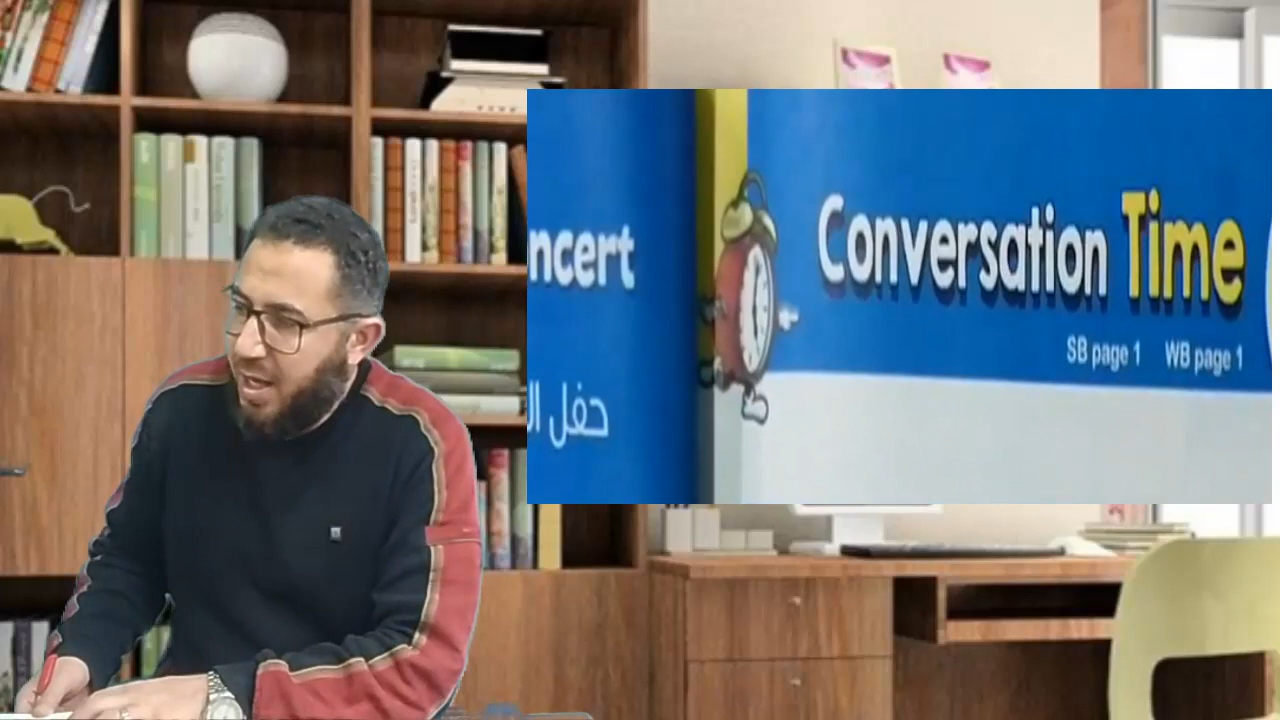 ncert
حفل ال
Conversation Time
SB page 1 WB page 1